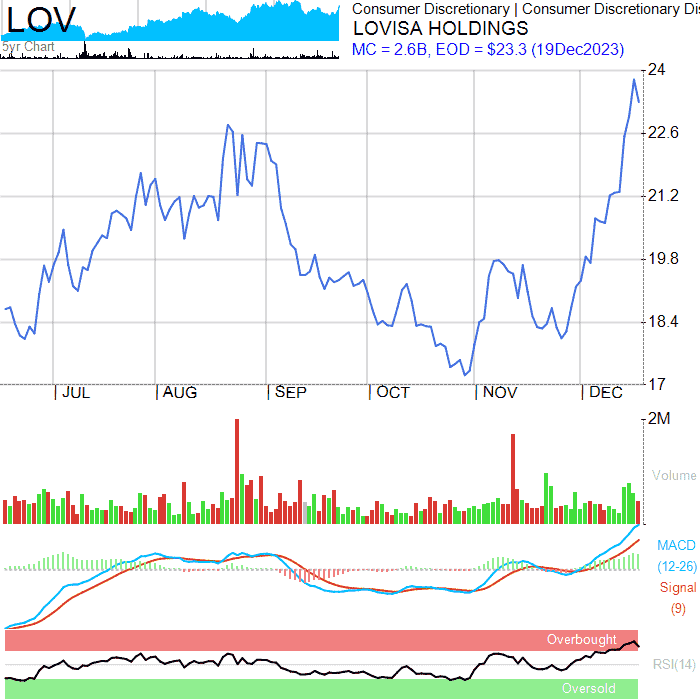 LOV
5yr Chart
Consumer Discretionary | Consumer Discretionary Dis
LOVISA HOLDINGS
MC = 2.6B, EOD = $23.3 (19Dec2023)
24
22.6
21.2
19.8
18.4
17
JUL AUG SEP OCT NOV DEC
2M
Volume
MACD
(12-26)
Signal
(9)
Overbought
RSI(14)
Oversold